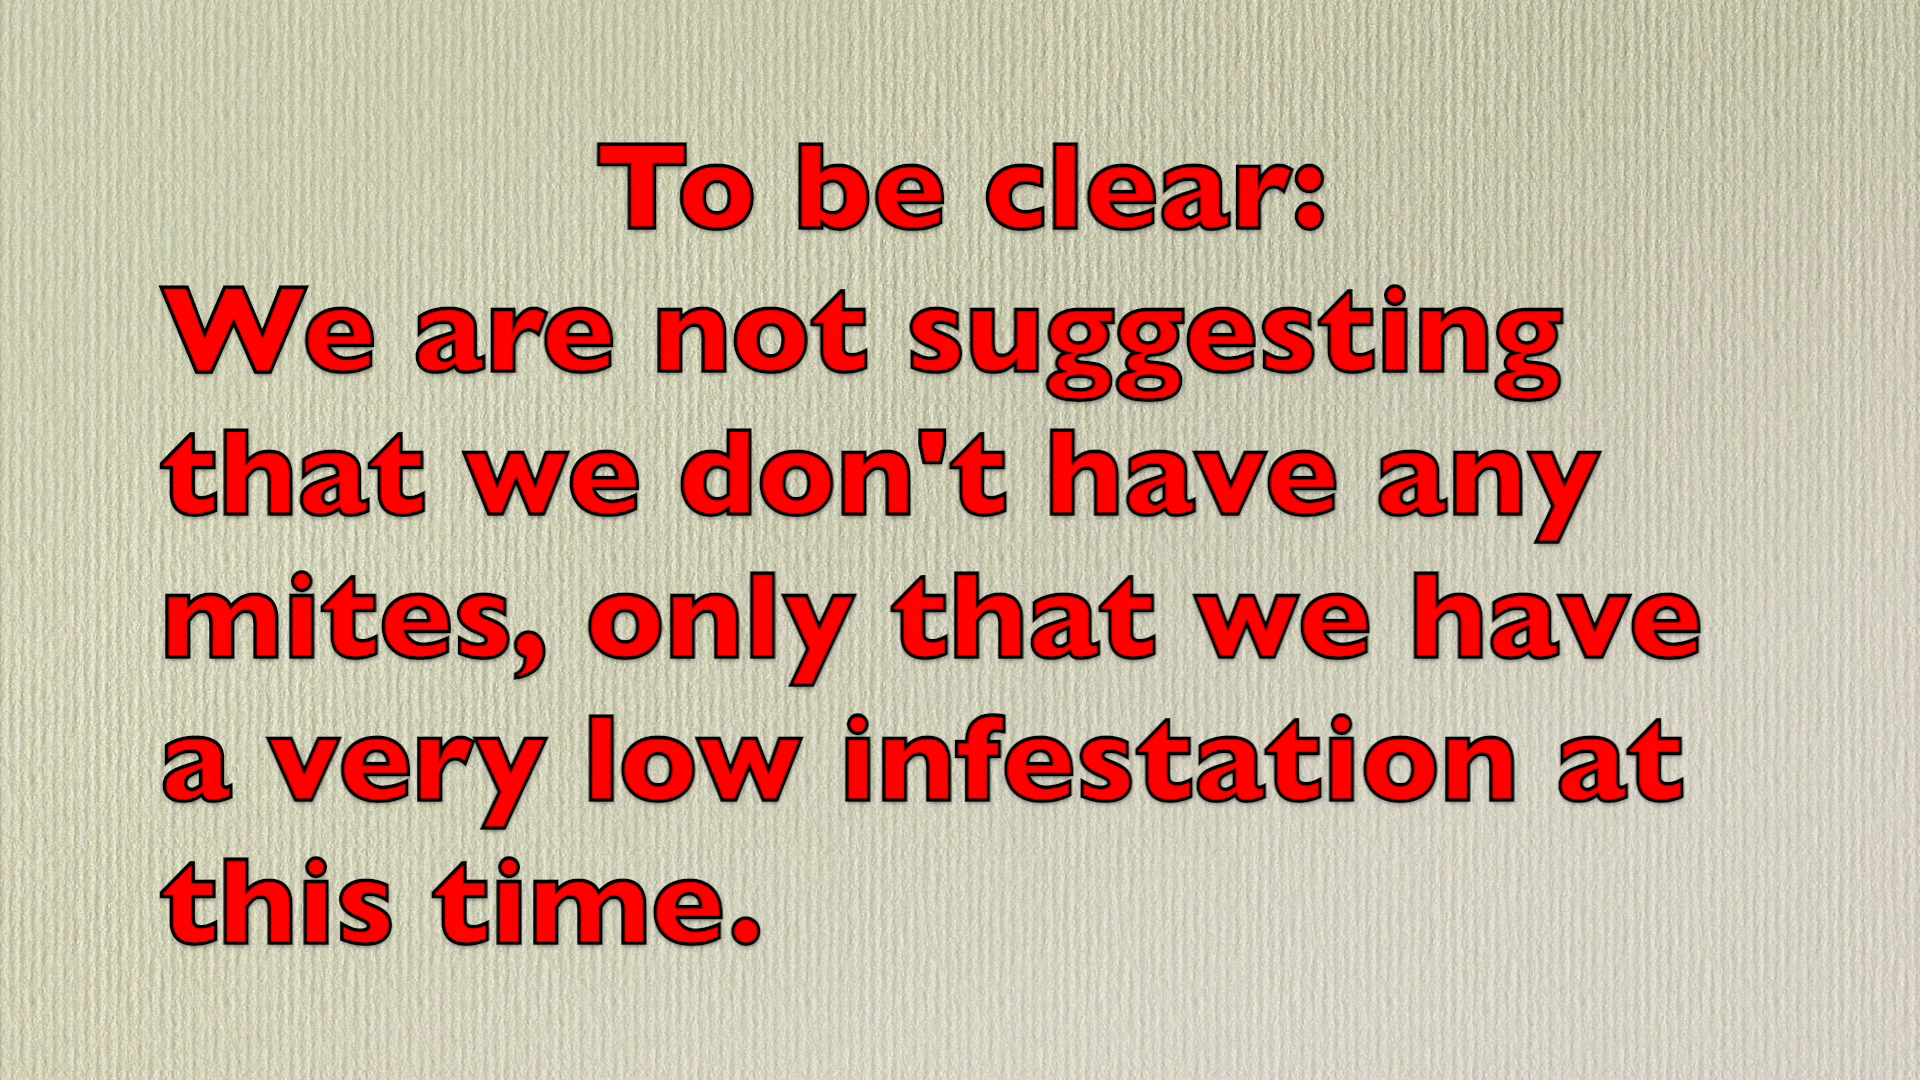 To be clear:
We are not suggesting
that we don't have any
mites, only that we have
a very low infestation at
this time.